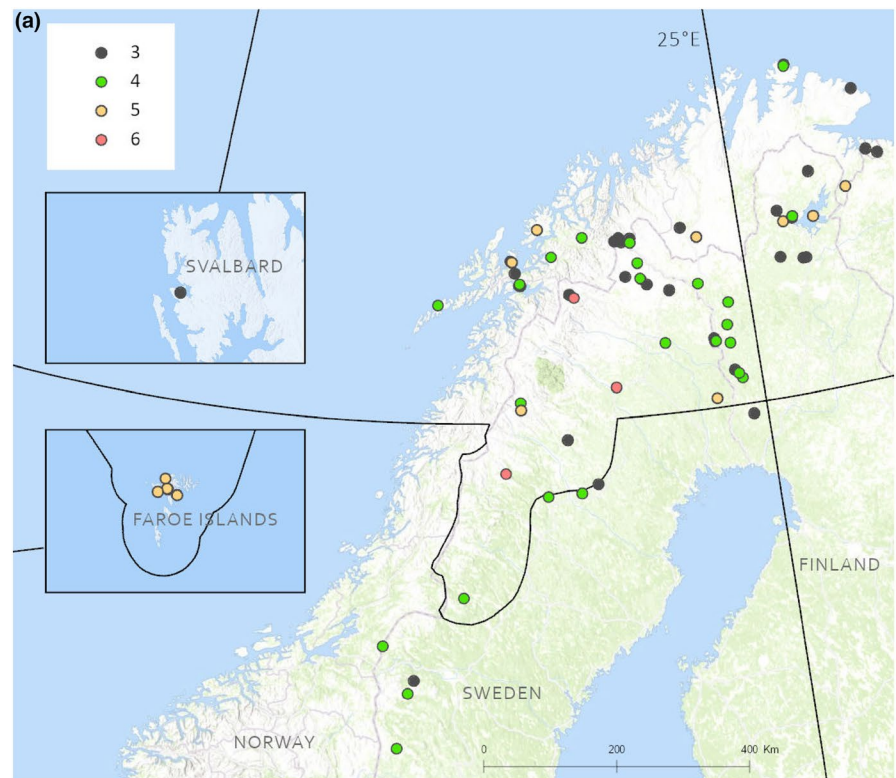 (a)
3
4
5
6
25°E
SVALBARD
FAROE ISLANDS
FINLAND
SWEDEN
NORWAY
0 200 400 Km